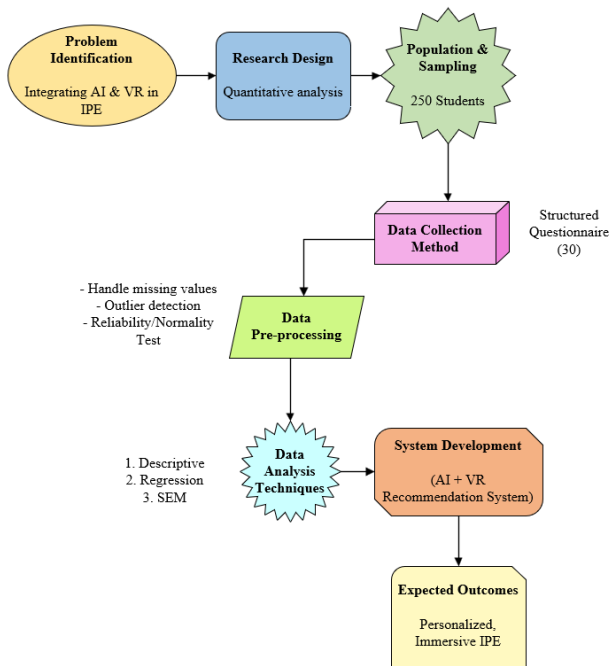 Problem
Identification
Integrating AI & VR in
IPE
Research Design
Quantitative analysis
Population &
Sampling
250 Students
Data Collection
Method
Structured
Questionnaire
(30)
- Handle missing values
- Outlier detection
- Reliability/Normality
Test
Data
Pre-processing
1. Descriptive
2. Regression
3. SEM
Data
Analysis
Techniques
System Development
(AI + VR
Recommendation System)
Expected Outcomes
Personalized,
Immersive IPE